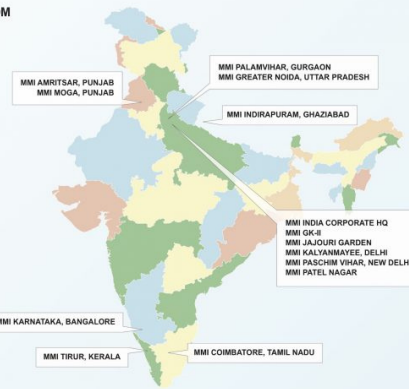 OM
MMI PALAMVIHAR, GURGAON
MMI GREATER NOIDA, UTTAR PRADESH
MMI AMRITSAR, PUNJAB
MMI MOGA, PUNJAB
MMI INDIRAPURAM, GHAZIABAD
MMI INDIA CORPORATE HQ
MMI GK-II
MMI JAJOURI GARDEN
MMI KALYANMAYEE, DELHI
MMI PASCHIM VIHAR, NEW DELH
MMI PATEL NAGAR
MMI KARNATAKA, BANGALORE
MMI TIRUR, KERALA
MMI COIMBATORE, TAMIL NADU